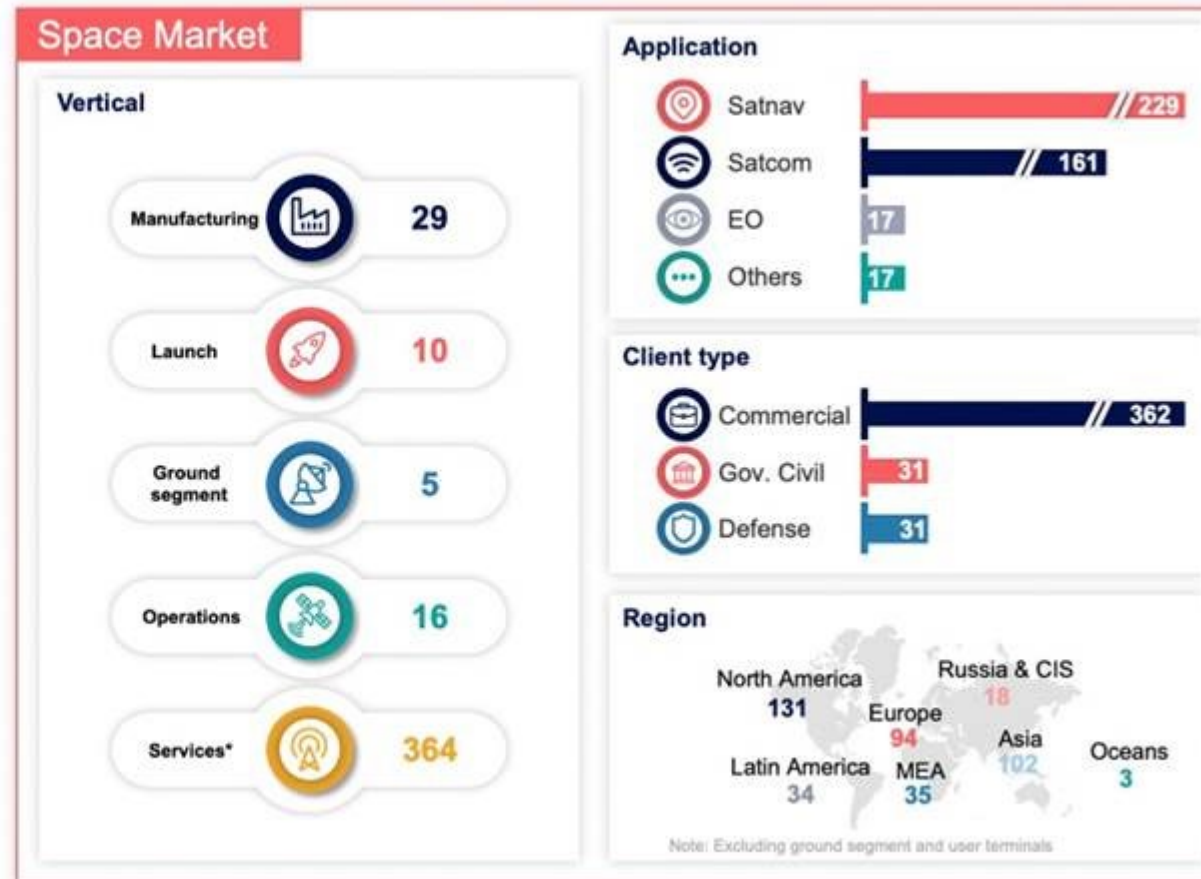 Space Market
Vertical
Manufacturing 29
Launch 10
Ground
segment 5
Operations 16
Services* 364
Application
Satnav 229
Satcom 161
EO 17
Others 17
Client type
Commercial 362
Gov. Civil 31
Defense 31
Region
North America
131
Russia & CIS
18
Europe
94
Asia
102
Oceans
3
Latin America
34
MEA
35
Note: Excluding ground segment and user terminals